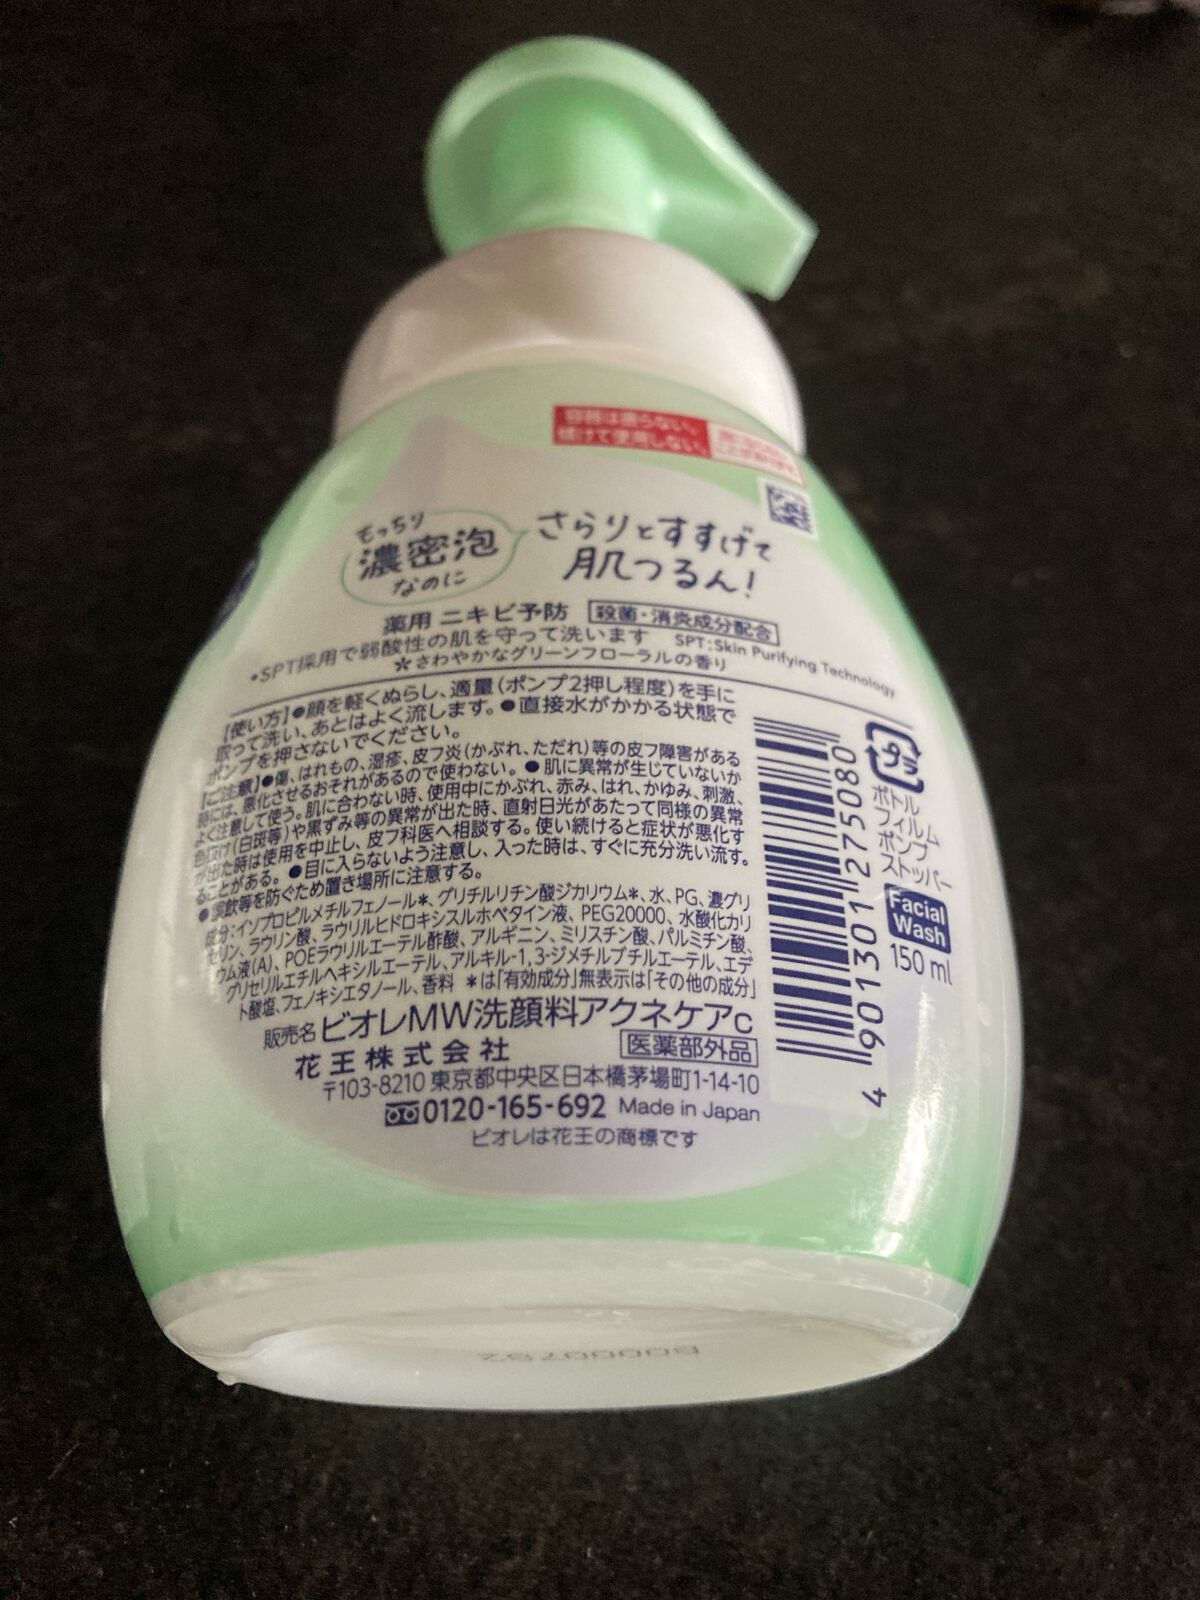 容器は振らない。
傾けて使用しない。
もっちり
濃密泡
なのに
さらりとすすげて
肌つるん!
薬用 ニキビ予防 殺菌・消炎成分配合
•SPT採用で弱酸性の肌を守って洗います SPT:Skin Purifying Technology
☆さわやかなグリーンフローラルの香り
【使い方】●顔を軽くぬらし、適量(ポンプ2押し程度)を手に
取って洗い、あとはよく流します。●直接水がかかる状態で
ポンプを押さないでください。
【ご注意】●傷、はれもの、湿疹、皮フ炎(かぶれ、ただれ)等の皮フ障害がある
時には、悪化させるおそれがあるので使わない。●肌に異常が生じていないか
よく注意して使う。肌に合わない時、使用中にかぶれ、赤み、はれ、かゆみ、刺激、
色抜け(白斑等)や黒ずみ等の異常が出た時、直射日光があたって同様の異常
が出た時は使用を中止し、皮フ科医へ相談する。使い続けると症状が悪化す
ることがある。●目に入らないよう注意し、入った時は、すぐに充分洗い流す。
●誤飲等を防ぐため置き場所に注意する。
成分:イソプロピルメチルフェノール*、グリチルリチン酸ジカリウム*、水、PG、濃グリ
セリン、ラウリン酸、ラウリルヒドロキシスルホベタイン液、PEG20000、水酸化カリ
ウム液(A)、POEラウリルエーテル酢酸、アルギニン、ミリスチン酸、パルミチン酸、
グリセリルエチルヘキシルエーテル、アルキル-1,3-ジメチルブチルエーテル、エデ
ト酸塩、フェノキシエタノール、香料 *は「有効成分」無表示は「その他の成分」
販売名 ビオレMW洗顔料アクネケアc
花王株式会社 医薬部外品
〒103-8210 東京都中央区日本橋茅場町1-14-10
0120-165-692 Made in Japan
ビオレは花王の商標です
プラ
ボトル
フィルム
ポンプ
ストッパー
Facial
Wash
150 ml
4 901301 275080